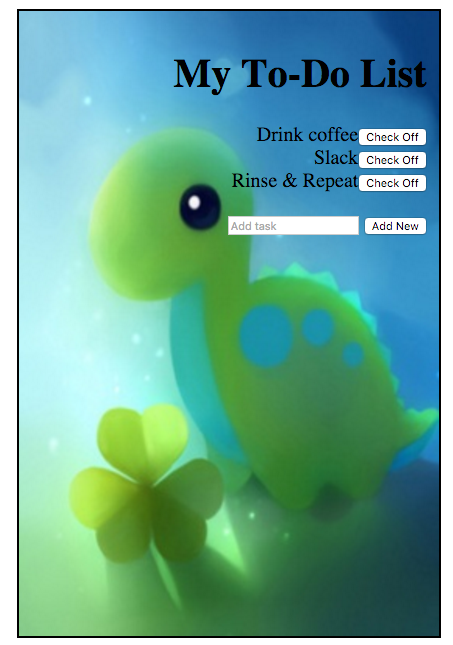 My To-Do List
Drink coffee Check Off
Slack Check Off
Rinse & Repeat Check Off
Add task Add New